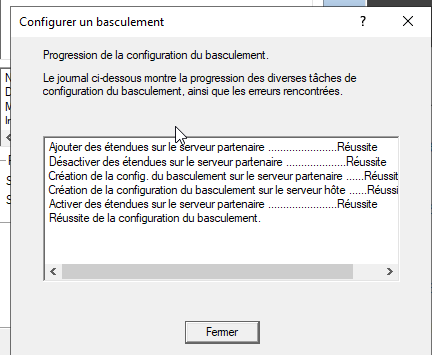 Configurer un basculement
Progression de la configuration du basculement.
Le journal ci-dessous montre la progression des diverses tâches de
configuration du basculement, ainsi que les erreurs rencontrées.
Ajouter des étendues sur le serveur partenaire .......................Réussite
Désactiver des étendues sur le serveur partenaire ....................Réussite
Création de la config. du basculement sur le serveur partenaire ......Réussit
Création de la configuration du basculement sur le serveur hôte ......Réussi
Activer des étendues sur le serveur partenaire .......................Réussite
Réussite de la configuration du basculement.
Fermer